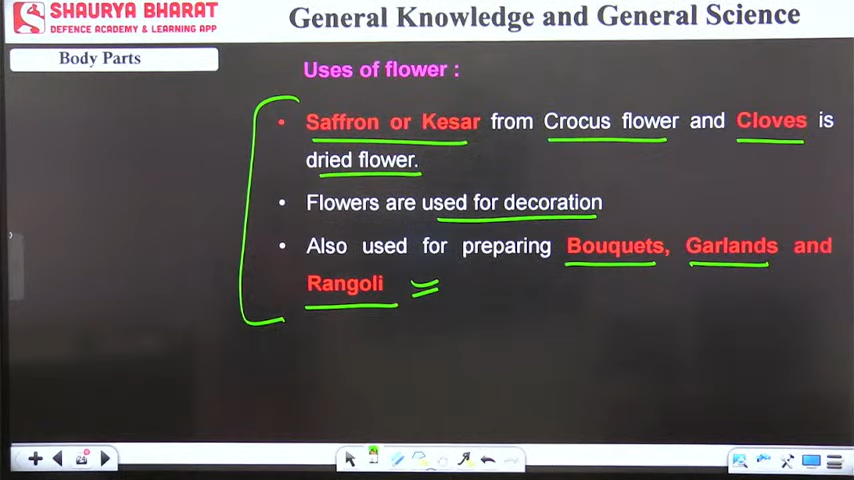 SHAURYA BHARAT
DEFENCE ACADEMY & LEARNING APP
General Knowledge and General Science
Body Parts
Uses of flower :
• Saffron or Kesar from Crocus flower and Cloves is
dried flower.
• Flowers are used for decoration
• Also used for preparing Bouquets, Garlands and
Rangoli